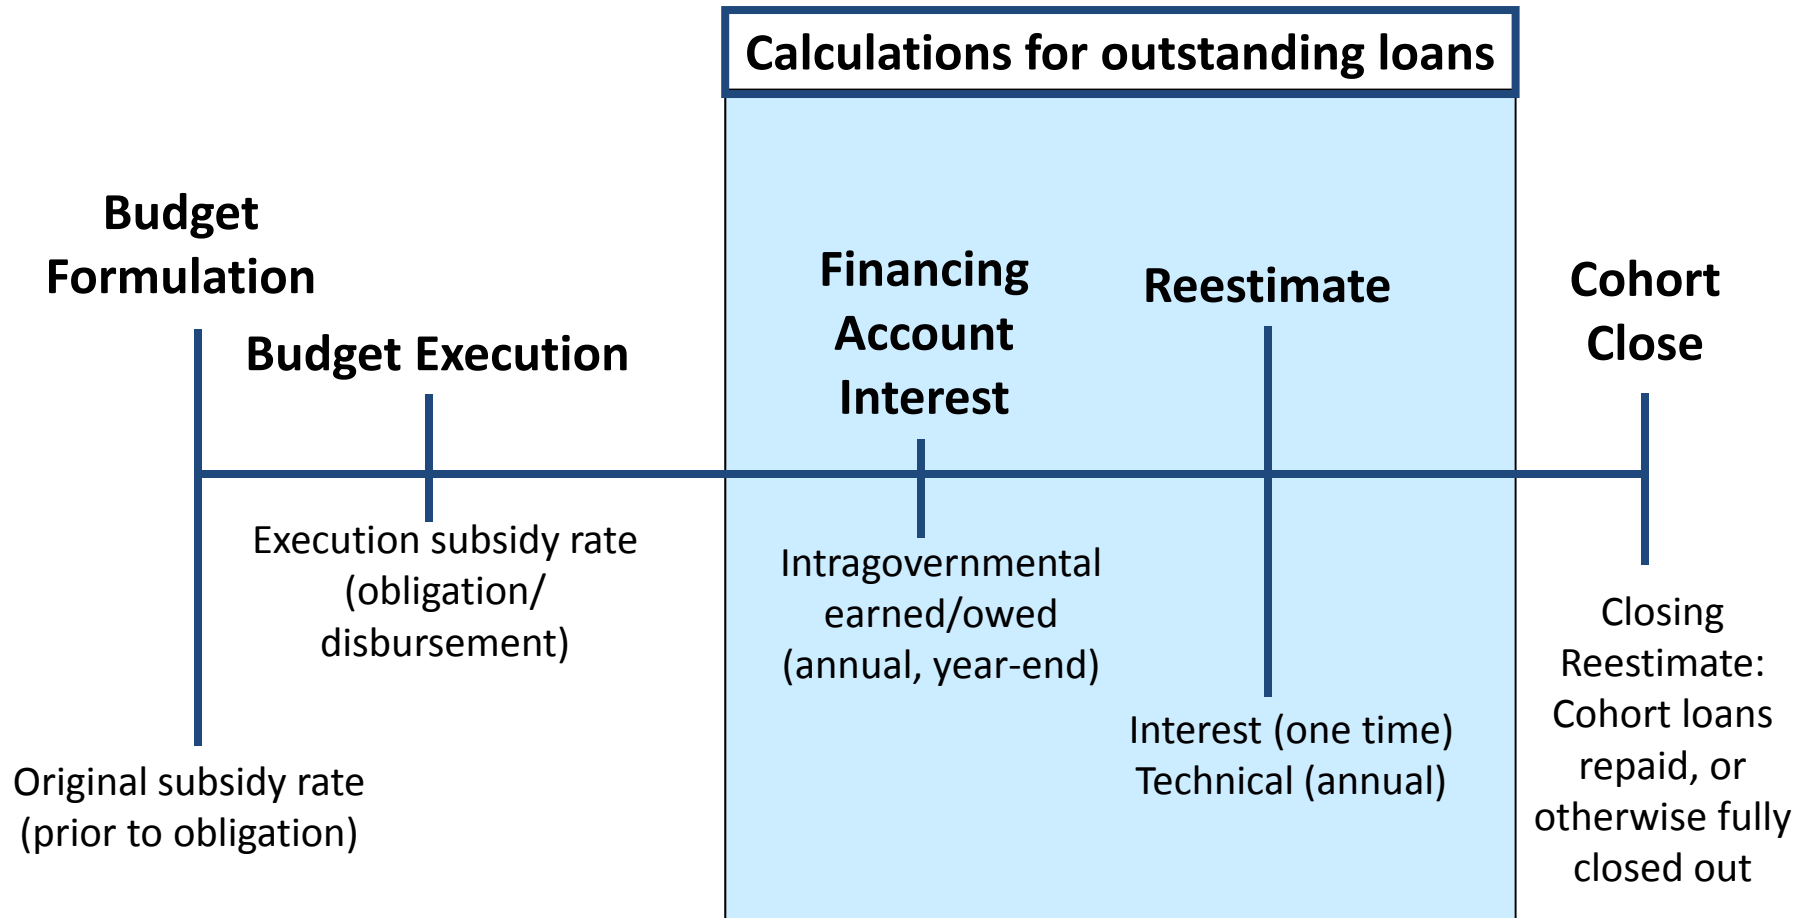 Calculations for outstanding loans
Budget
Formulation
Budget Execution
Financing
Account
Interest
Reestimate
Cohort
Close
Original subsidy rate
(prior to obligation)
Execution subsidy rate
(obligation/
disbursement)
Intragovernmental
earned/owed
(annual, year-end)
Interest (one time)
Technical (annual)
Closing
Reestimate:
Cohort loans
repaid, or
otherwise fully
closed out